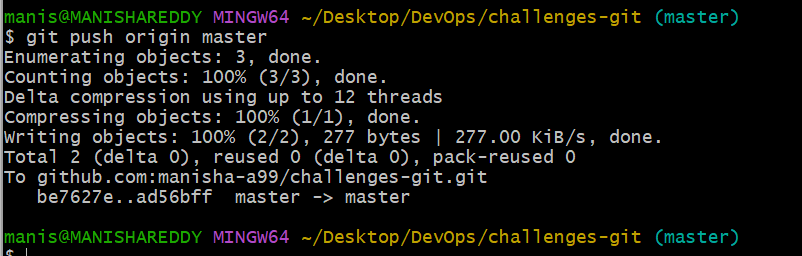 manis@MANISHAREDDY MINGW64 ~/Desktop/DevOps/challenges-git (master)
$ git push origin master
Enumerating objects: 3, done.
Counting objects: 100% (3/3), done.
Delta compression using up to 12 threads
Compressing objects: 100% (1/1), done.
Writing objects: 100% (2/2), 277 bytes | 277.00 KiB/s, done.
Total 2 (delta 0), reused 0 (delta 0), pack-reused 0
To github.com:manisha-a99/challenges-git.git
   be7627e..ad56bff  master -> master

manis@MANISHAREDDY MINGW64 ~/Desktop/DevOps/challenges-git (master)
$